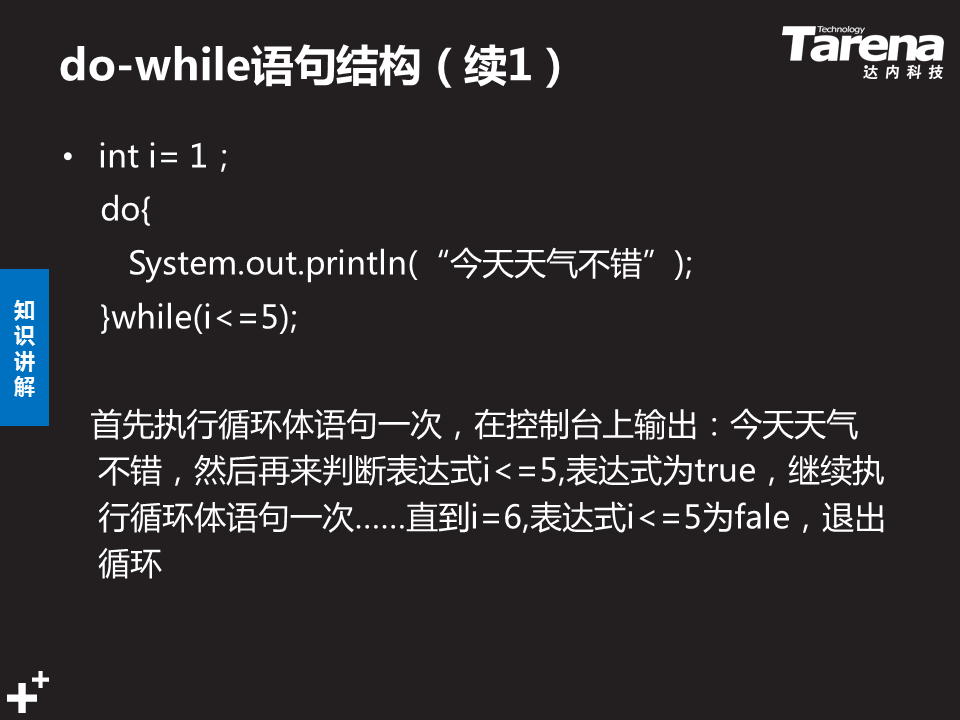 do-while语句结构（续1）
Technology
Tarena
达内科技
• int i= 1；
do{
System.out.println(“今天天气不错”);
}while(i<=5);
知
识
讲
解
首先执行循环体语句一次，在控制台上输出：今天天气
不错，然后再来判断表达式i<=5,表达式为true，继续执
行循环体语句一次……直到i=6,表达式i<=5为fale，退出
循环